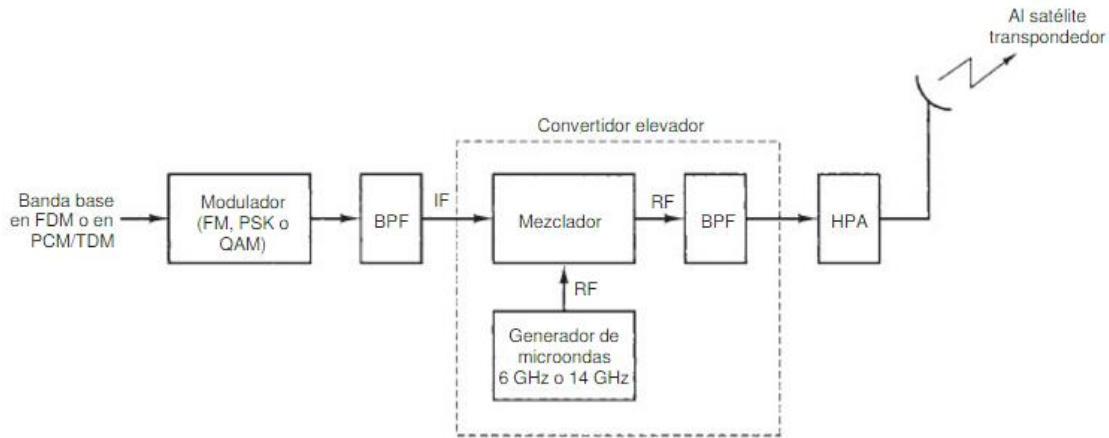 Al satélite
transpondedor
Convertidor elevador
Banda base
en FDM o en
PCM/TDM
Modulador
(FM, PSK o
QAM)
BPF
IF
Mezclador
RF
BPF
HPA
RF
Generador de
microondas
6 GHz o 14 GHz